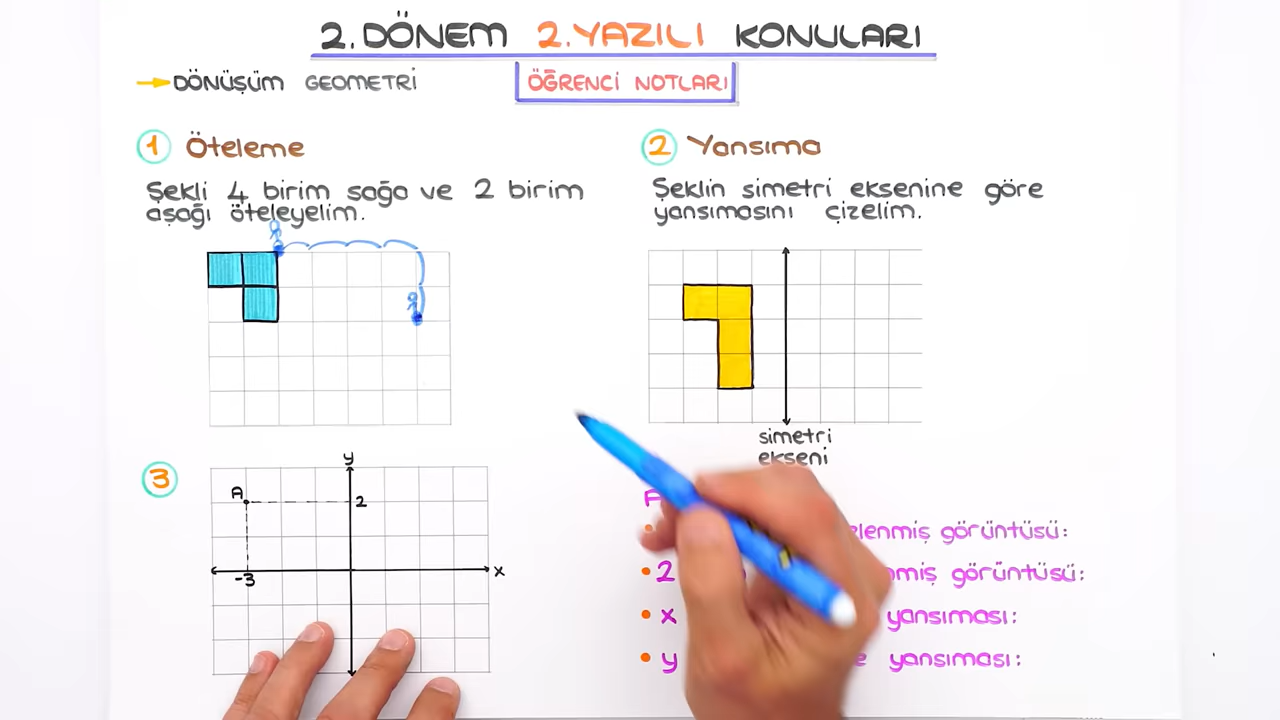 2.DÖNEM 2.YAZILI KONULARI
DÖNÜŞÜM GEOMETRİ
ÖĞRENCİ NOTLARI
1 Öteleme
Şekli 4 birim sağa ve 2 birim
aşağı öteleyelim.
2 Yansıma
Şeklin simetri eksenine göre
yansımasını çizelim.
simetri
ekseni
3
y
A
2
-3
x
A
görüntüsü:
2 görüntüsü:
x yansıması:
y yansıması: